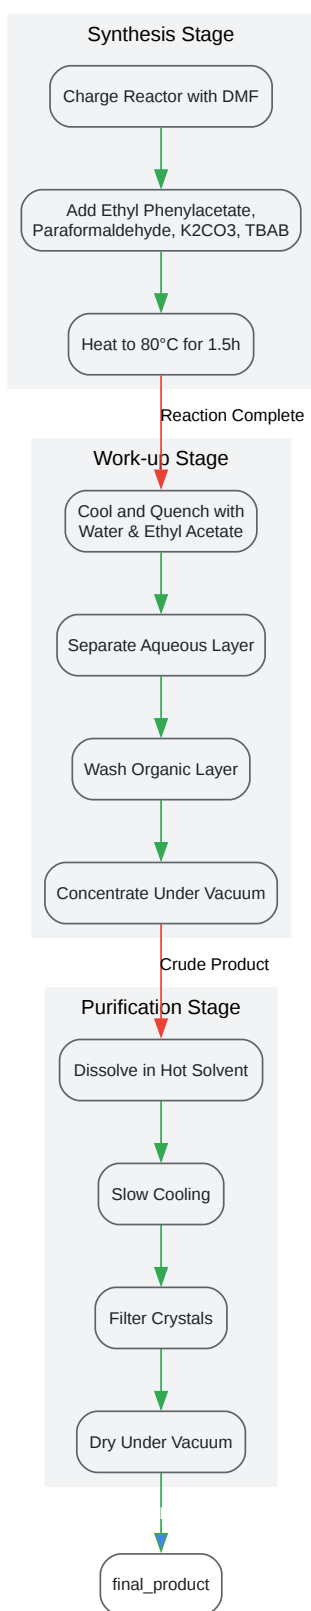 Synthesis Stage
Charge Reactor with DMF
Add Ethyl Phenylacetate,
Paraformaldehyde, K2CO3, TBAB
Heat to 80°C for 1.5h
Reaction Complete
Work-up Stage
Cool and Quench with
Water & Ethyl Acetate
Separate Aqueous Layer
Wash Organic Layer
Concentrate Under Vacuum
Crude Product
Purification Stage
Dissolve in Hot Solvent
Slow Cooling
Filter Crystals
Dry Under Vacuum
final_product